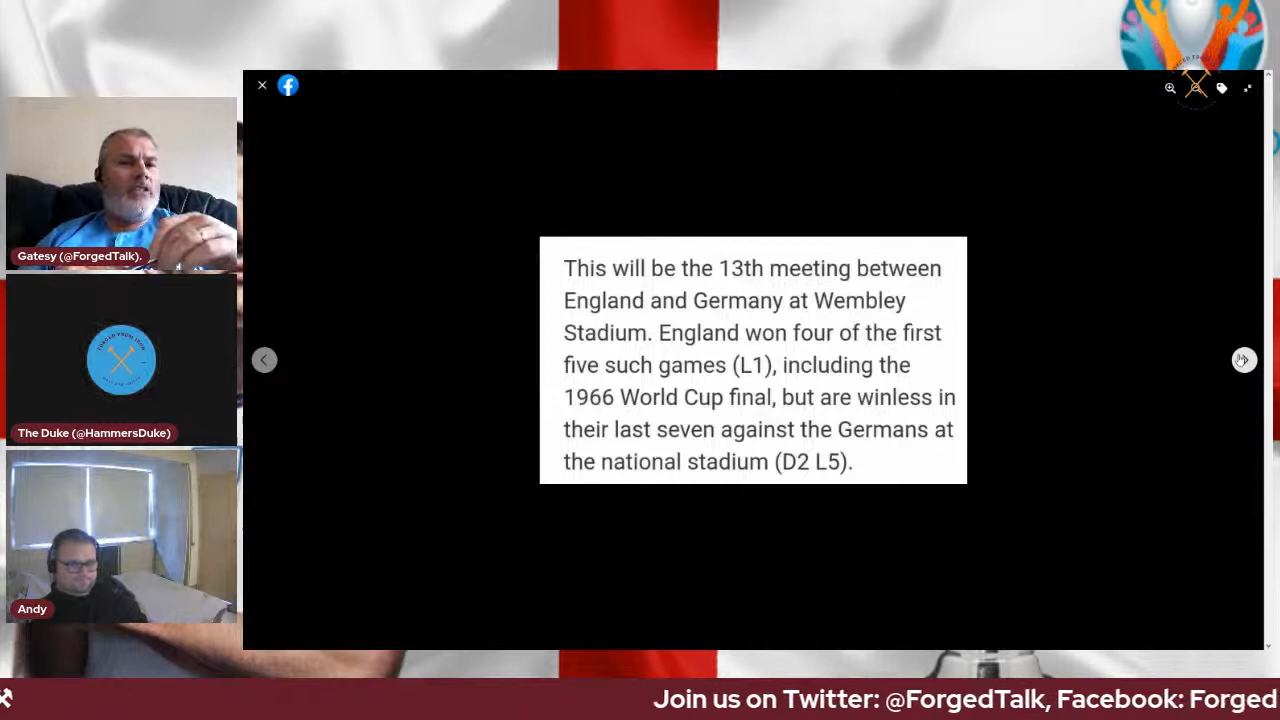 Gatesy (@ForgedTalk).
The Duke (@HammersDuke)
Andy
This will be the 13th meeting between
England and Germany at Wembley
Stadium. England won four of the first
five such games (L1), including the
1966 World Cup final, but are winless in
their last seven against the Germans at
the national stadium (D2 L5).
Join us on Twitter: @ForgedTalk, Facebook: Forged